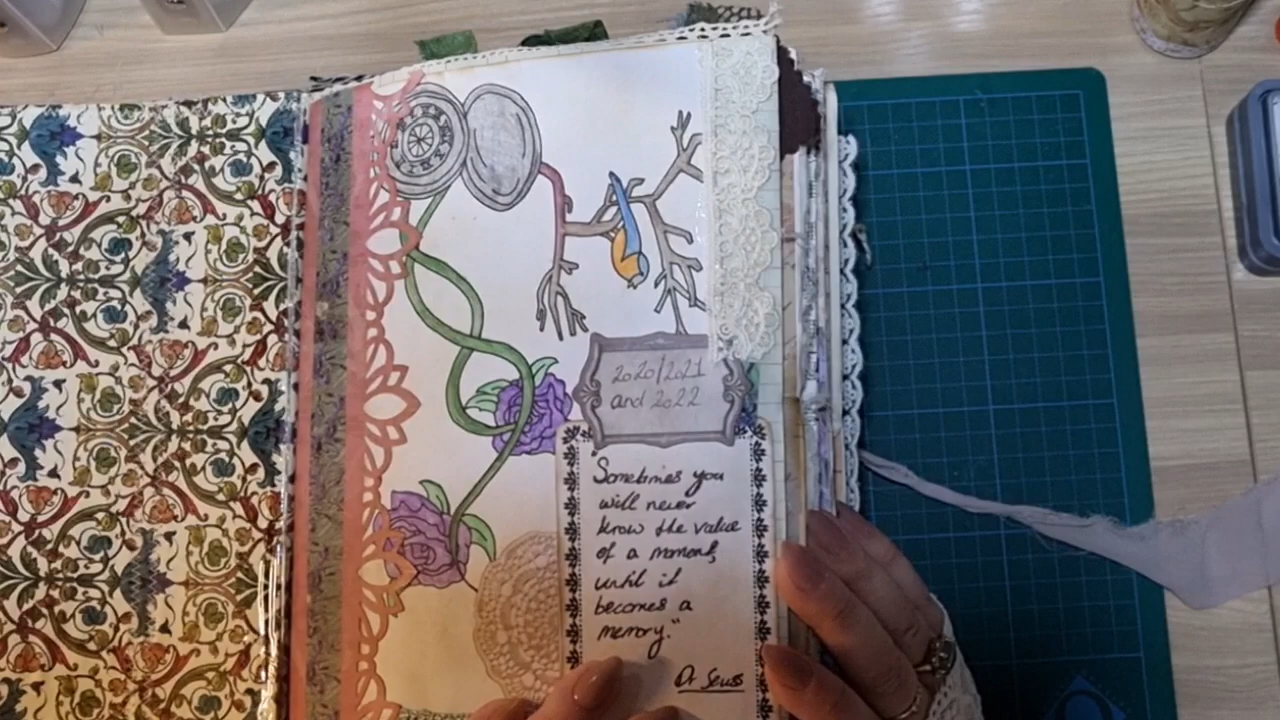 2020/2021
and 2022
"Sometimes you
will never
know the value
of a moment,
until it
becomes a
memory."
Dr Seuss